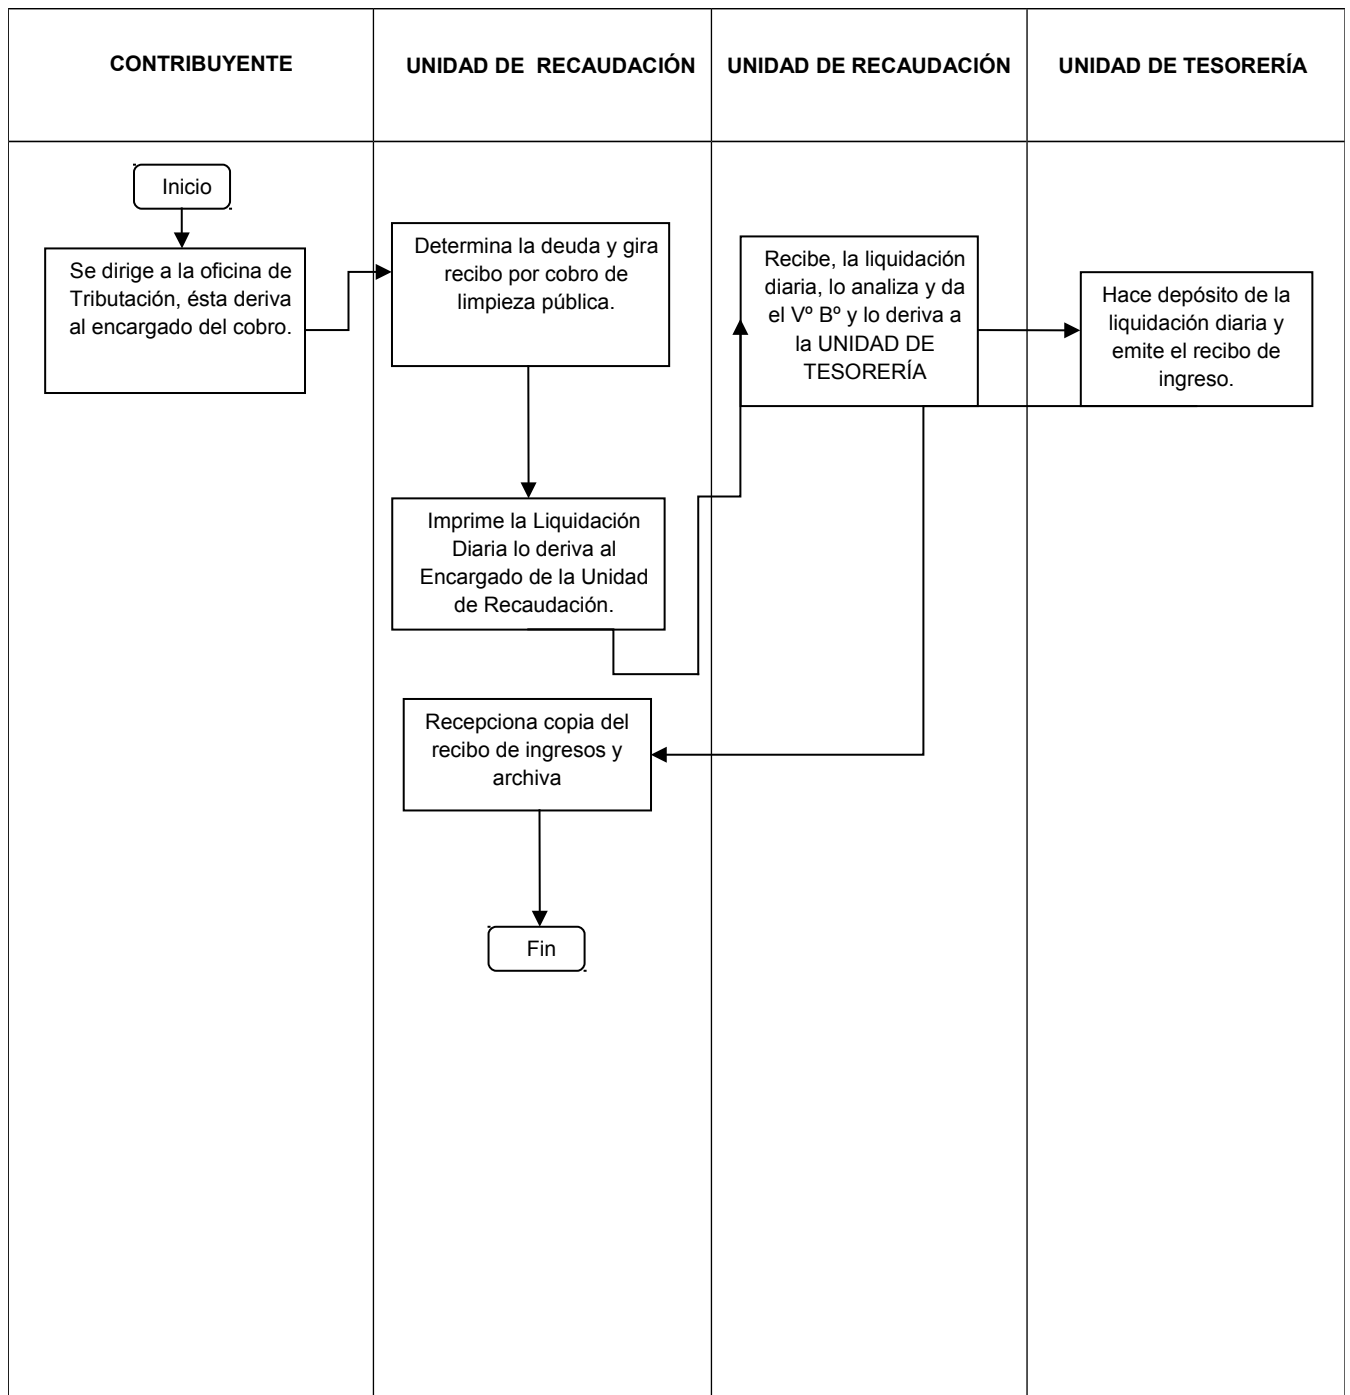 CONTRIBUYENTE
UNIDAD DE RECAUDACIÓN
UNIDAD DE RECAUDACIÓN
UNIDAD DE TESORERÍA
Inicio
Se dirige a la oficina de
Tributación, ésta deriva
al encargado del cobro.
Determina la deuda y gira
recibo por cobro de
limpieza pública.
Recibe, la liquidación
diaria, lo analiza y da
el Vº Bº y lo deriva a
la UNIDAD DE
TESORERÍA
Hace depósito de la
liquidación diaria y
emite el recibo de
ingreso.
Imprime la Liquidación
Diaria lo deriva al
Encargado de la Unidad
de Recaudación.
Recepciona copia del
recibo de ingresos y
archiva
Fin